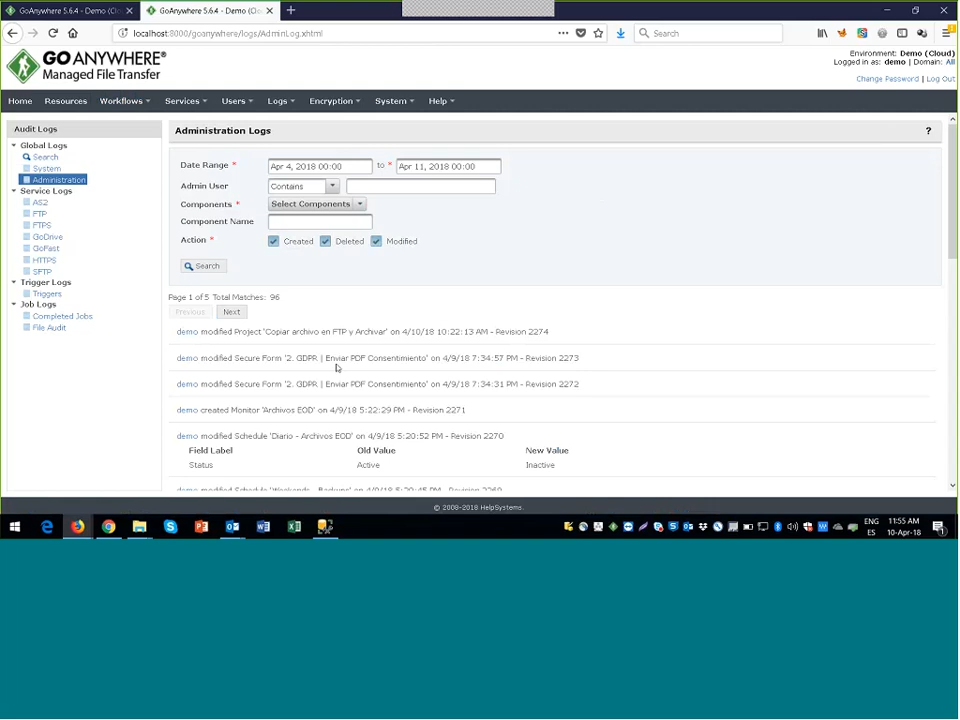 GoAnywhere 5.6.4 - Demo (Clo
GoAnywhere 5.6.4 - Demo (Clo
localhost:8000/goanywhere/logs/AdminLog.xhtml
Search
GO ANYWHERE®
Managed File Transfer
Environment: Demo (Cloud)
Logged in as: demo | Domain: All
Change Password | Log Out
Home Resources Workflows Services Users Logs Encryption System Help
Audit Logs
Global Logs
Search
System
Administration
Service Logs
AS2
FTP
FTPS
GoDrive
GoFast
HTTPS
SFTP
Trigger Logs
Triggers
Job Logs
Completed Jobs
File Audit
Administration Logs ?
Date Range * Apr 4, 2018 00:00 to * Apr 11, 2018 00:00
Admin User Contains
Components * Select Components
Component Name
Action * Created Deleted Modified
Search
Page 1 of 5 Total Matches: 96
Previous Next
demo modified Project 'Copiar archivo en FTP y Archivar' on 4/10/18 10:22:13 AM - Revision 2274
demo modified Secure Form '2. GDPR | Enviar PDF Consentimiento' on 4/9/18 7:34:57 PM - Revision 2273
demo modified Secure Form '2. GDPR | Enviar PDF Consentimiento' on 4/9/18 7:34:31 PM - Revision 2272
demo created Monitor 'Archivos EOD' on 4/9/18 5:22:29 PM - Revision 2271
demo modified Schedule 'Diario - Archivos EOD' on 4/9/18 5:20:52 PM - Revision 2270
Field Label Old Value New Value
Status Active Inactive
© 2008-2018 HelpSystems.
ENG 11:55 AM
ES 10-Apr-18